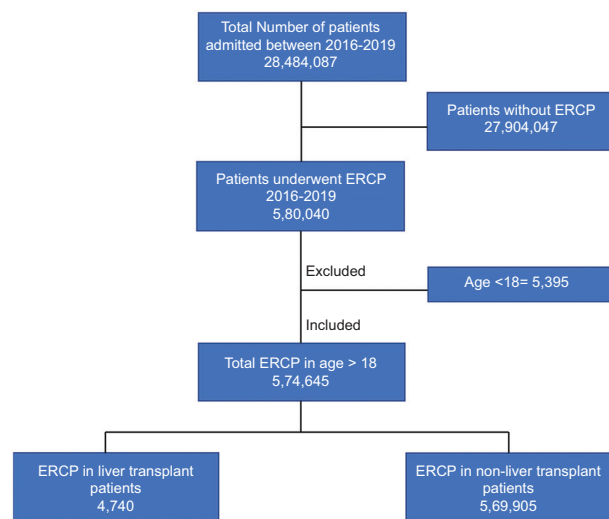 Total Number of patients
admitted between 2016-2019
28,484,087
Patients without ERCP
27,904,047
Patients underwent ERCP
2016-2019
5,80,040
Excluded
Age <18= 5,395
Included
Total ERCP in age > 18
5,74,645
ERCP in liver transplant
patients
4,740
ERCP in non-liver transplant
patients
5,69,905